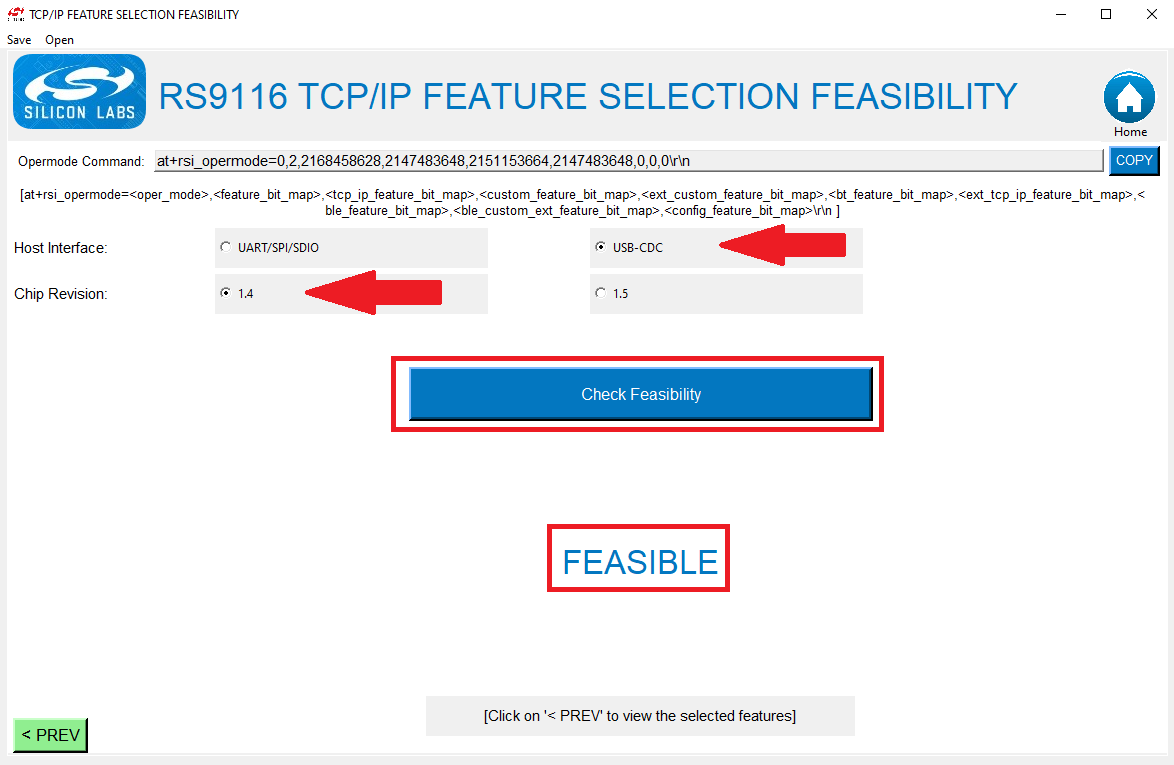 TCP/IP FEATURE SELECTION FEASIBILITY
Save Open
SILICON LABS
RS9116 TCP/IP FEATURE SELECTION FEASIBILITY
Home
Opermode Command: at+rsi_opermode=0,2,2168458628,2147483648,2151153664,2147483648,0,0,0\r\n COPY
[at+rsi_opermode=<oper_mode>,<feature_bit_map>,<tcp_ip_feature_bit_map>,<custom_feature_bit_map>,<ext_custom_feature_bit_map>,<bt_feature_bit_map>,<ext_tcp_ip_feature_bit_map>,<
ble_feature_bit_map>,<ble_custom_ext_feature_bit_map>,<config_feature_bit_map>\r\n ]
Host Interface: UART/SPI/SDIO USB-CDC
Chip Revision: 1.4 1.5
Check Feasibility
FEASIBLE
[Click on '< PREV' to view the selected features]
< PREV